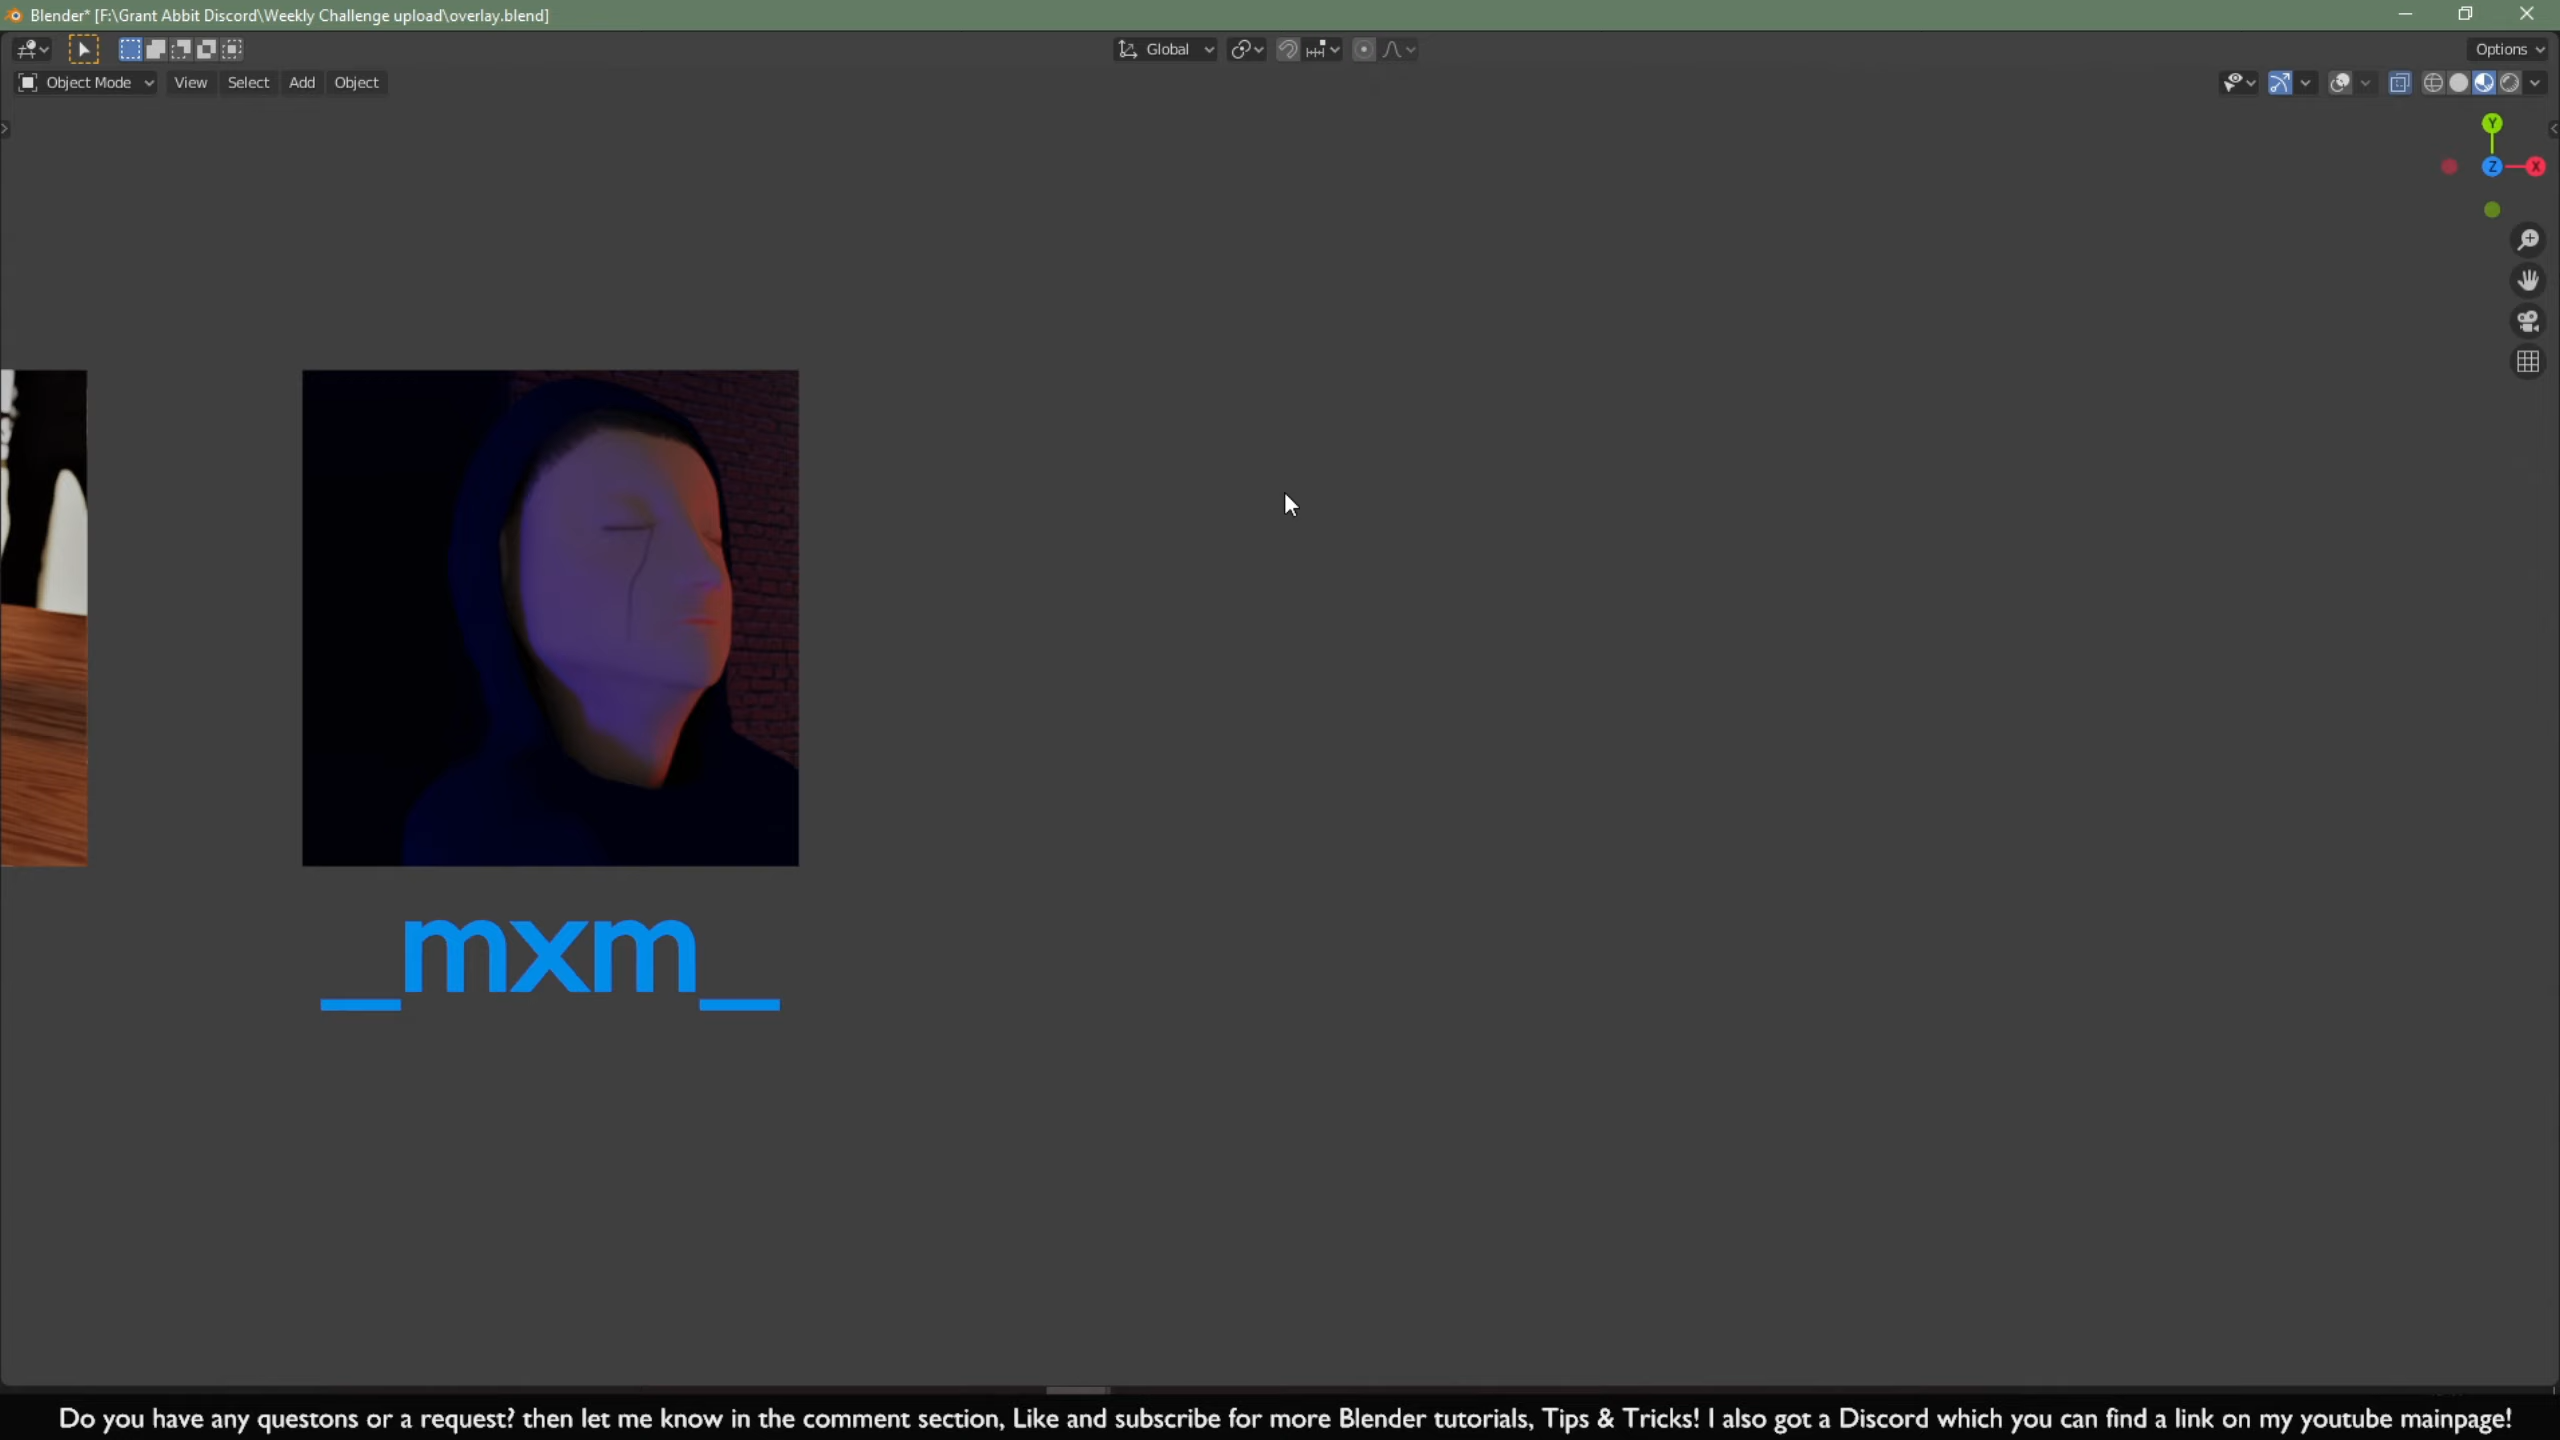 Blender* [F:\Grant Abbit Discord\Weekly Challenge upload\overlay.blend]
Global
Options
Object Mode View Select Add Object
Y
Z X
_mxm_
Do you have any questons or a request? then let me know in the comment section, Like and subscribe for more Blender tutorials, Tips & Tricks! I also got a Discord which you can find a link on my youtube mainpage!